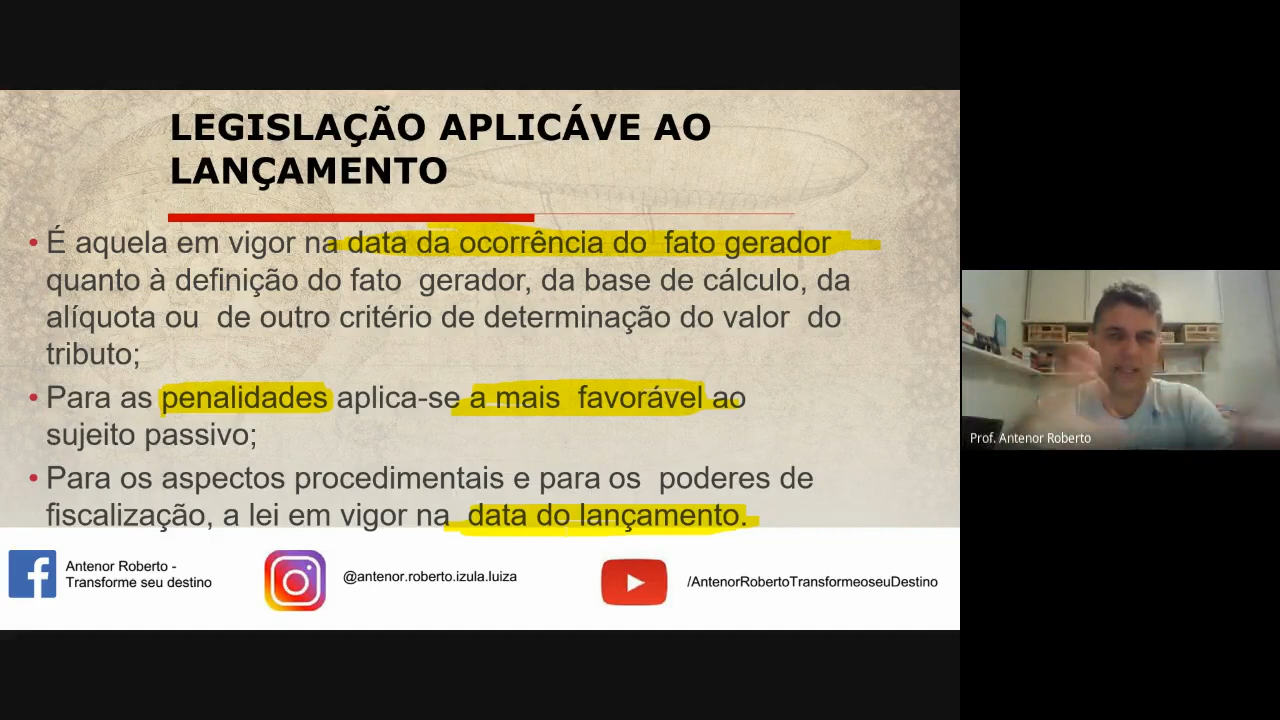 LEGISLAÇÃO APLICÁVE AO
LANÇAMENTO
• É aquela em vigor na data da ocorrência do fato gerador
quanto à definição do fato gerador, da base de cálculo, da
alíquota ou de outro critério de determinação do valor do
tributo;
• Para as penalidades aplica-se a mais favorável ao
sujeito passivo;
• Para os aspectos procedimentais e para os poderes de
fiscalização, a lei em vigor na data do lançamento.
Antenor Roberto -
Transforme seu destino
@antenor.roberto.izula.luiza
/AntenorRobertoTransformeoseuDestino
Prof. Antenor Roberto